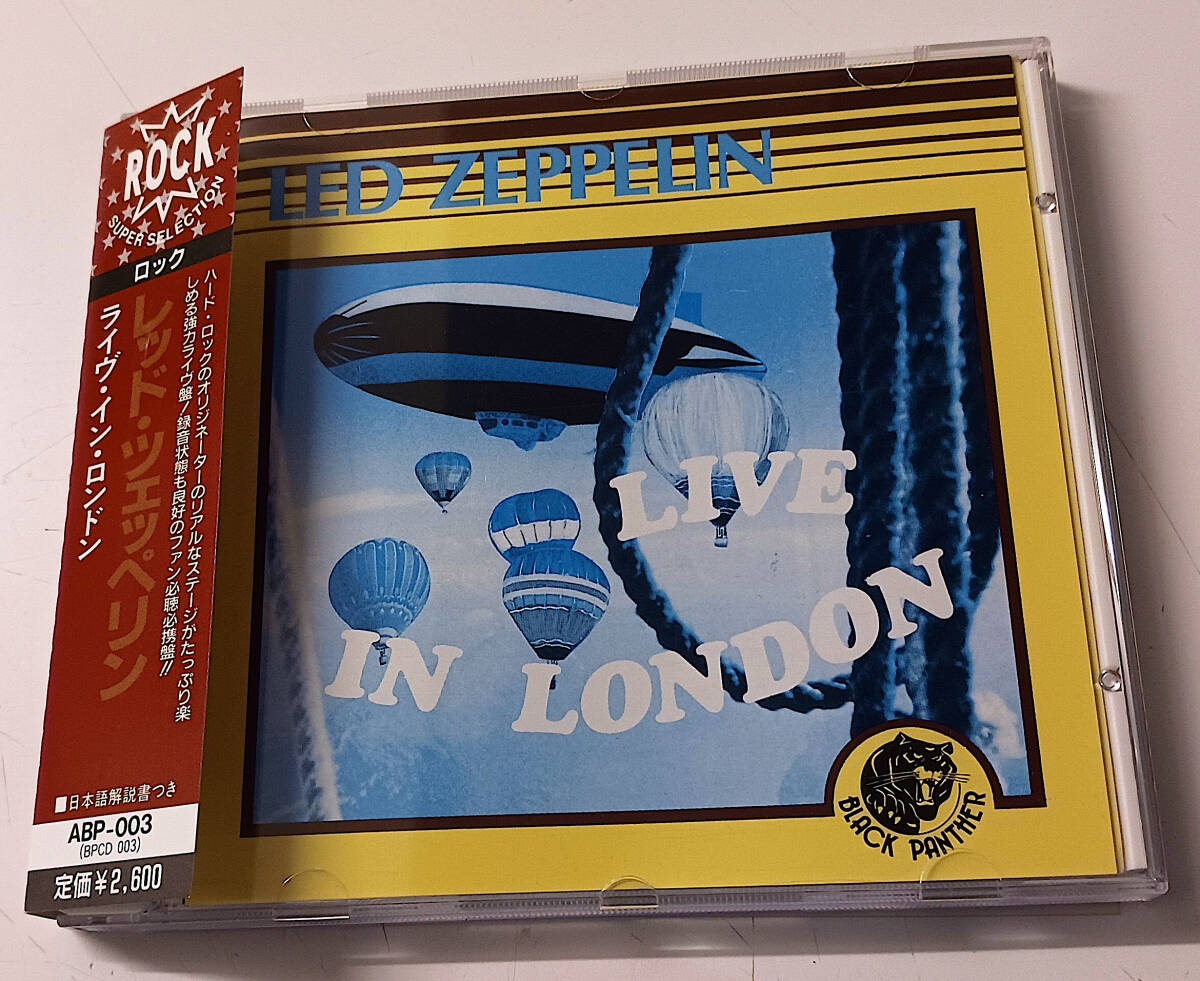 ROCK
SUPER SELECTION
ロック
ハード・ロックのオリジネーターのリアルなステージがたっぷり楽
しめる強力ライヴ盤!録音状態も良好のファン必聴必携盤!!
レッド・ツェッペリン
ライヴ・イン・ロンドン
■日本語解説書つき
ABP-003
(BPCD 003)
定価¥2,600
LED ZEPPELIN
LIVE
IN LONDON
BLACK PANTHER